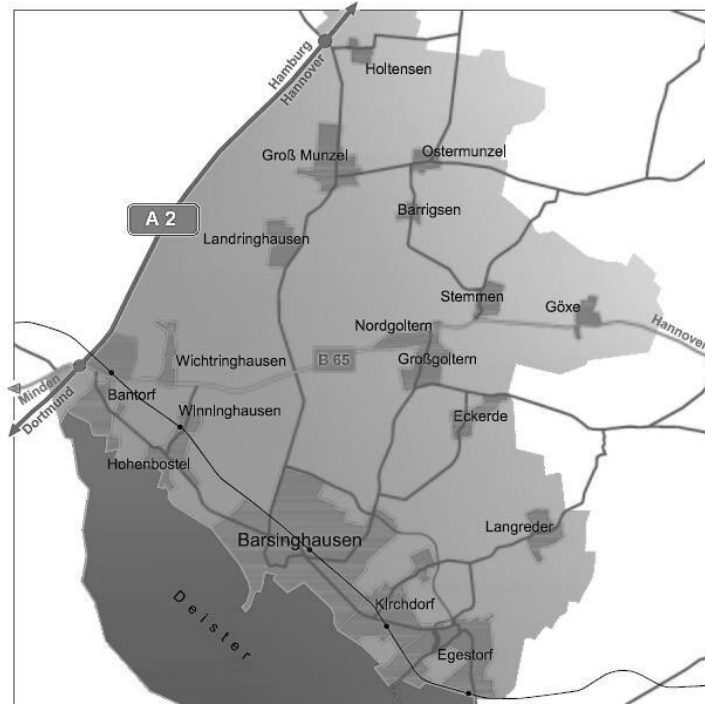 Hamburg
Hannover
Holtensen
Groß Munzel
Ostermunzel
A 2
Barrigsen
Landringhausen
Stemmen
Göxe
Nordgoltern
Hannover
Wichtringhausen
B 65
Großgoltern
Minden
Dortmund
Bantorf
Winninghausen
Eckerde
Hohenbostel
Langreder
Barsinghausen
Deister
Kirchdorf
Egestorf